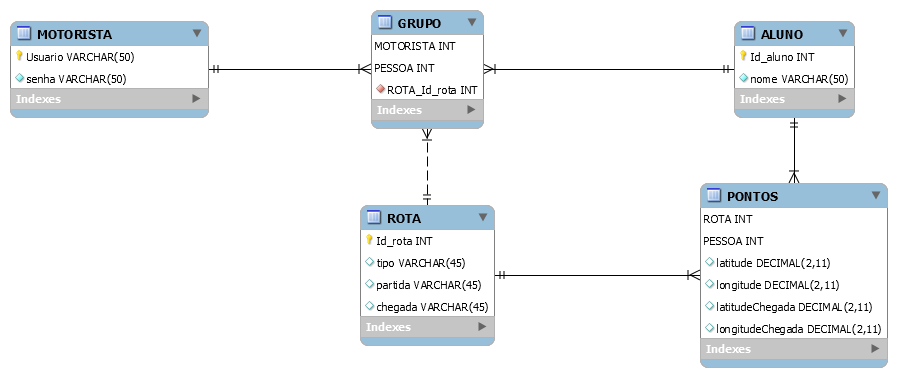 MOTORISTA
Usuario VARCHAR(50)
senha VARCHAR(50)
Indexes
GRUPO
MOTORISTA INT
PESSOA INT
ROTA_Id_rota INT
Indexes
ALUNO
Id_aluno INT
nome VARCHAR(50)
Indexes
ROTA
Id_rota INT
tipo VARCHAR(45)
partida VARCHAR(45)
chegada VARCHAR(45)
Indexes
PONTOS
ROTA INT
PESSOA INT
latitude DECIMAL(2,11)
longitude DECIMAL(2,11)
latitudeChegada DECIMAL(2,11)
longitudeChegada DECIMAL(2,11)
Indexes